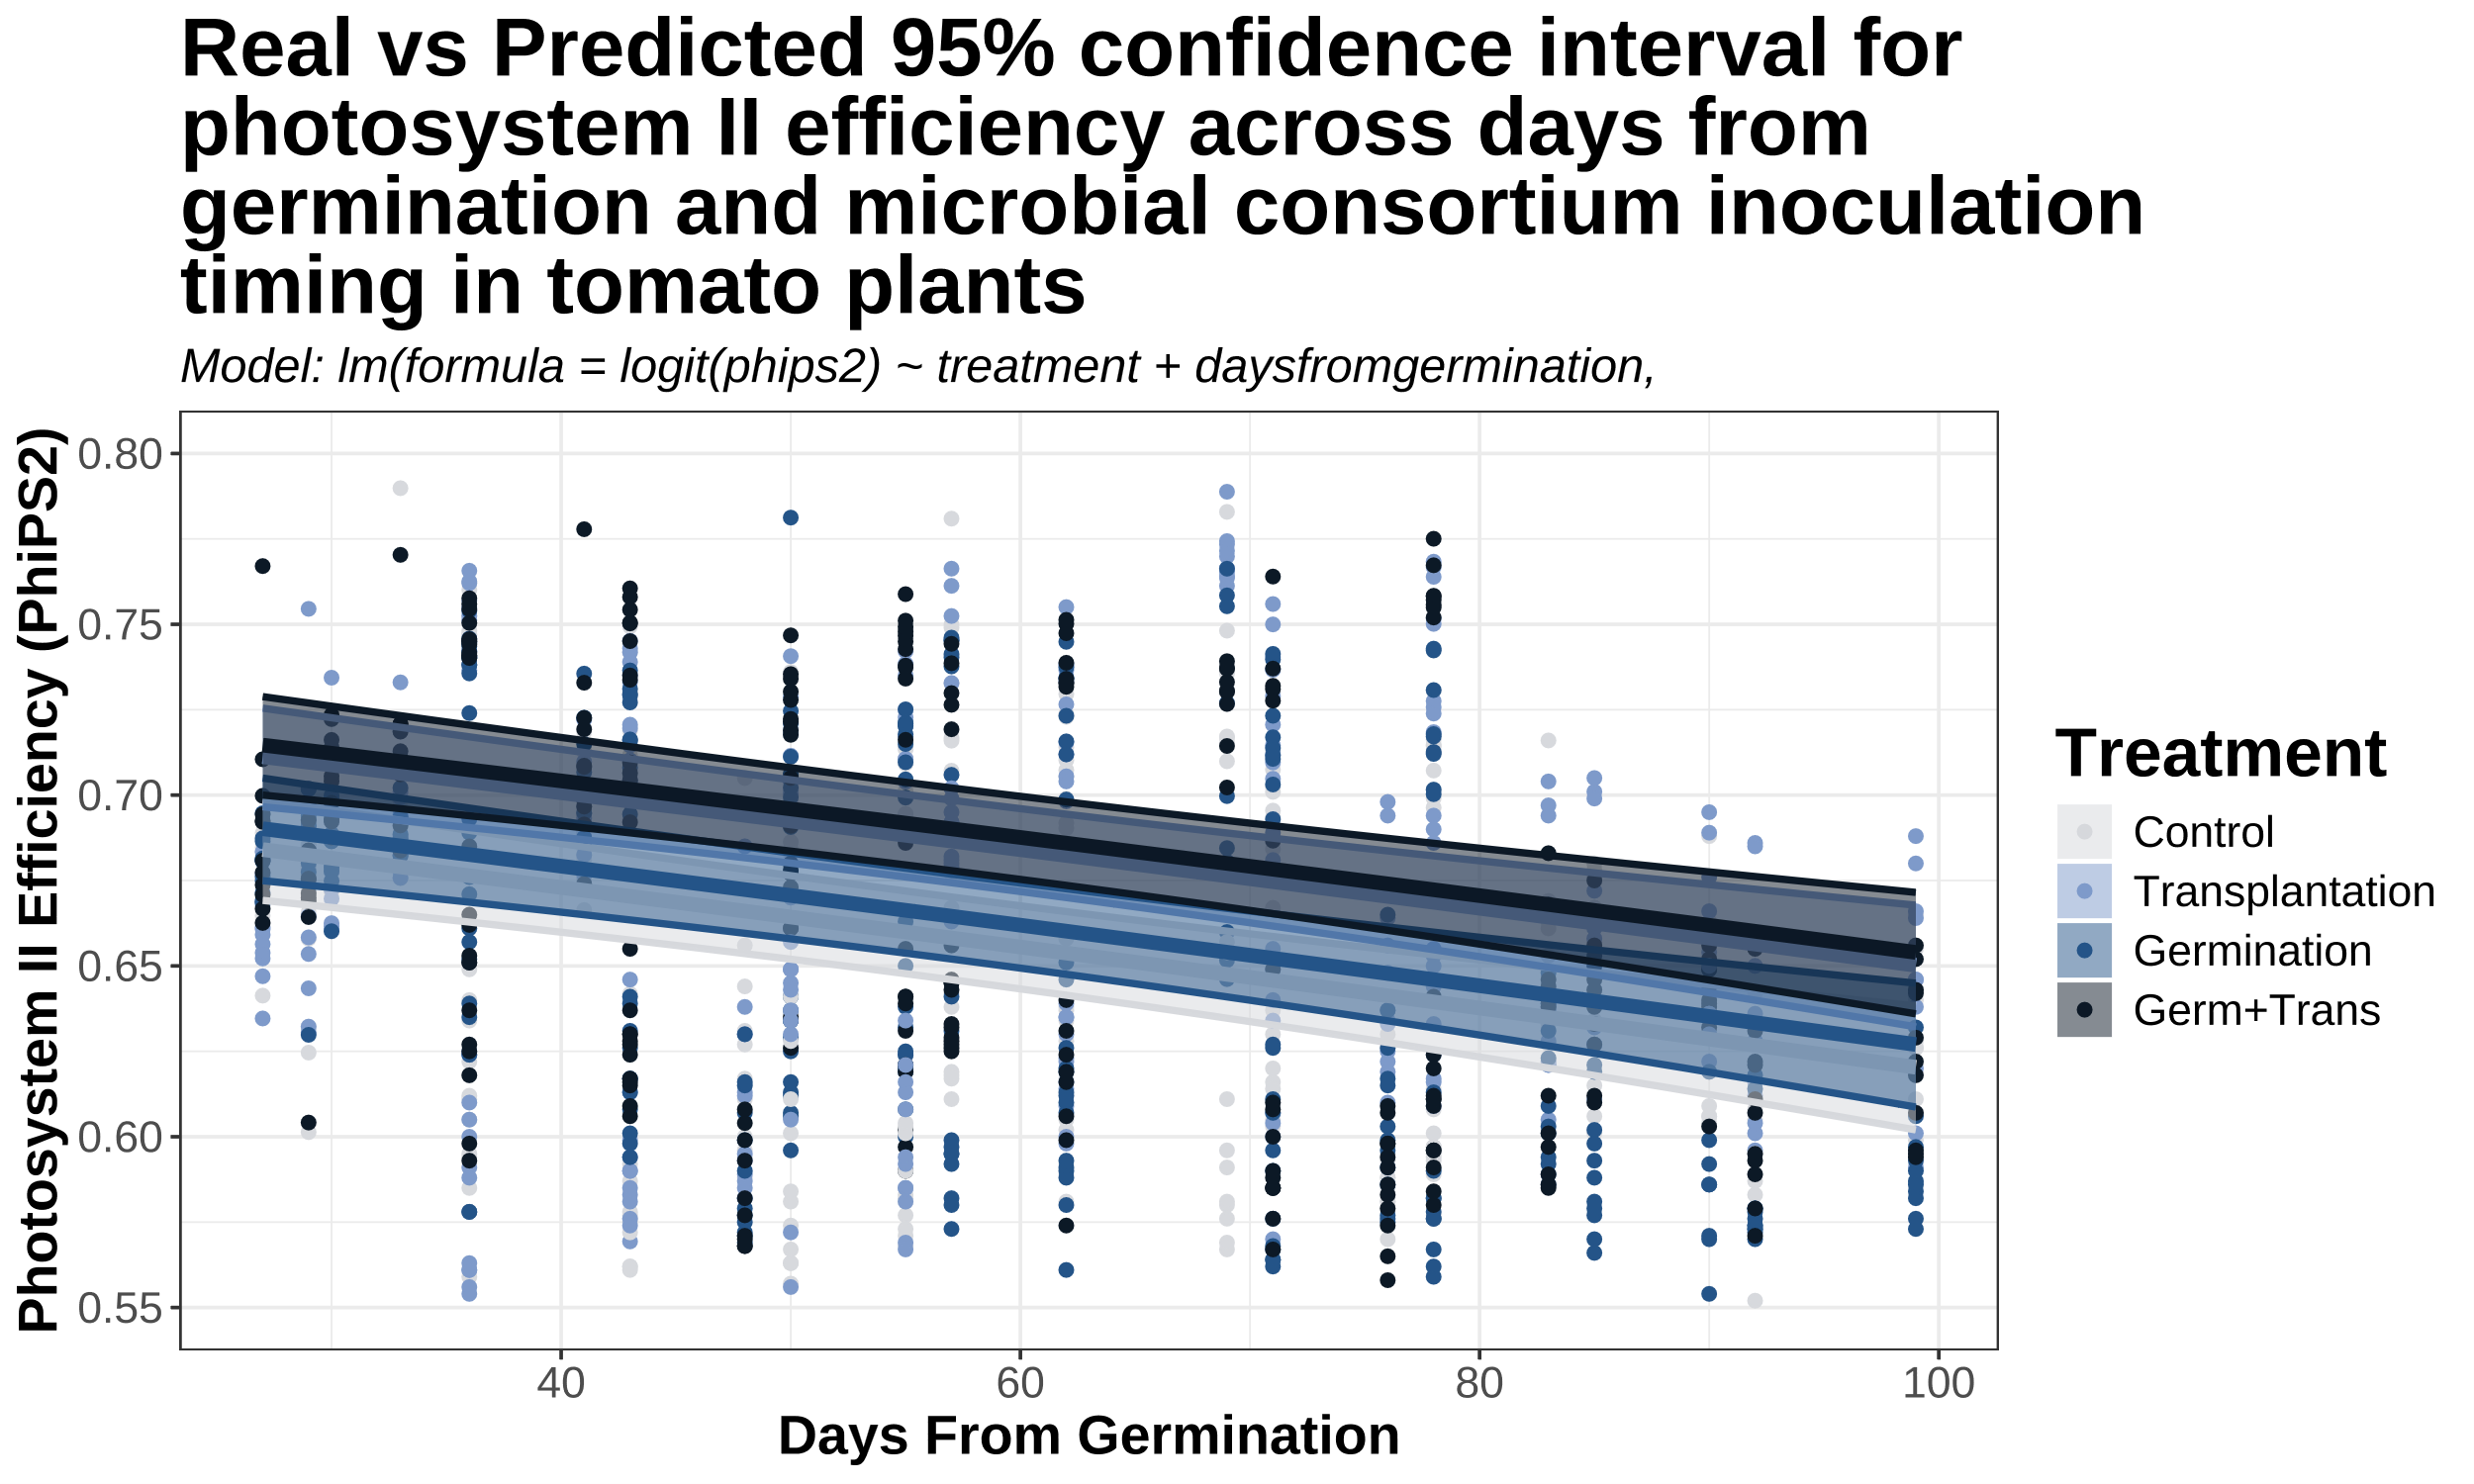 Real vs Predicted 95% confidence interval for
photosystem II efficiency across days from
germination and microbial consortium inoculation
timing in tomato plants
Model: lm(formula = logit(phips2) ~ treatment + daysfromgermination,
Photosystem II Efficiency (PhiPS2)
0.80
0.75
0.70
0.65
0.60
0.55
40
60
80
100
Days From Germination
Treatment
Control
Transplantation
Germination
Germ+Trans